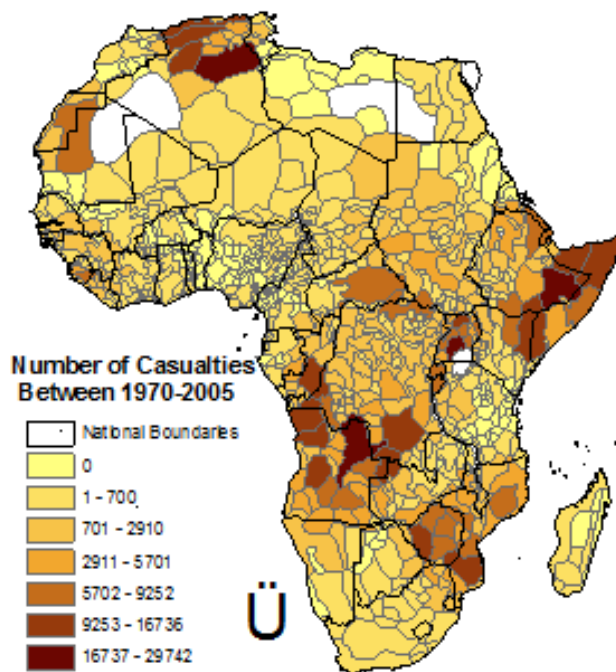 Number of Casualties
Between 1970-2005
National Boundaries
0
1 - 700
701 - 2910
2911 - 5701
5702 - 9252
9253 - 16736
16737 - 29742
Ü